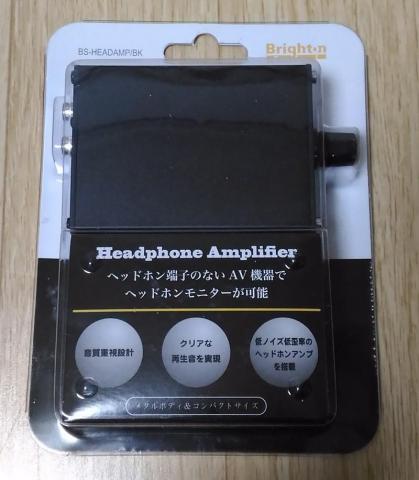 BS-HEADAMP/BK
Brighton
Headphone Amplifier
ヘッドホン端子のない AV 機器で
ヘッドホンモニターが可能
音質重視設計
クリアな
再生音を実現
低ノイズ低歪率の
ヘッドホンアンプ
を搭載
メタルボディ&コンパクトサイズ